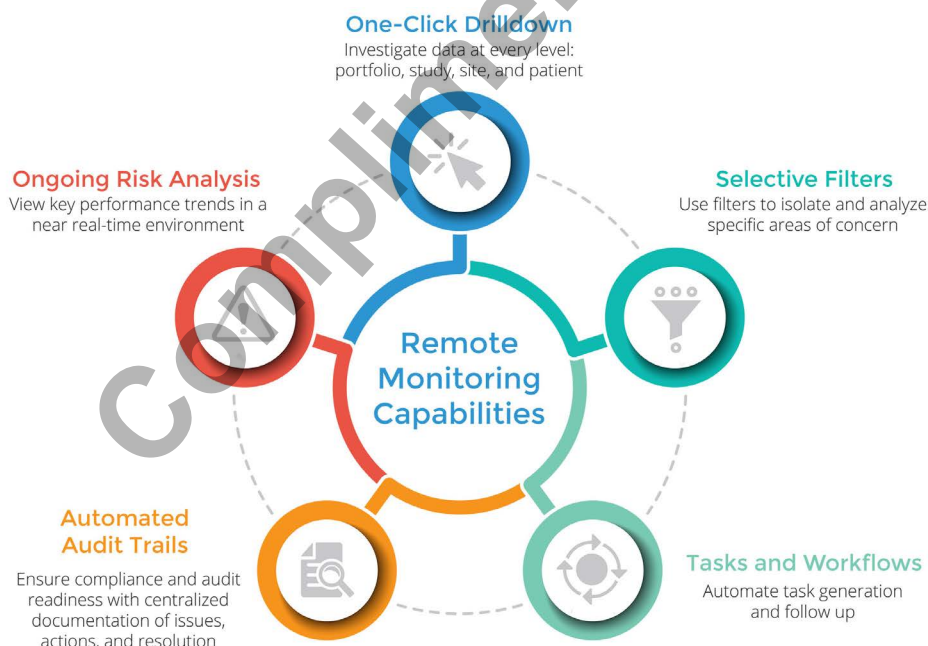 One-Click Drilldown
Investigate data at every level:
portfolio, study, site, and patient
Ongoing Risk Analysis
View key performance trends in a
near real-time environment
Selective Filters
Use filters to isolate and analyze
specific areas of concern
Remote
Monitoring
Capabilities
Automated
Audit Trails
Ensure compliance and audit
readiness with centralized
documentation of issues,
actions, and resolution
Tasks and Workflows
Automate task generation
and follow up